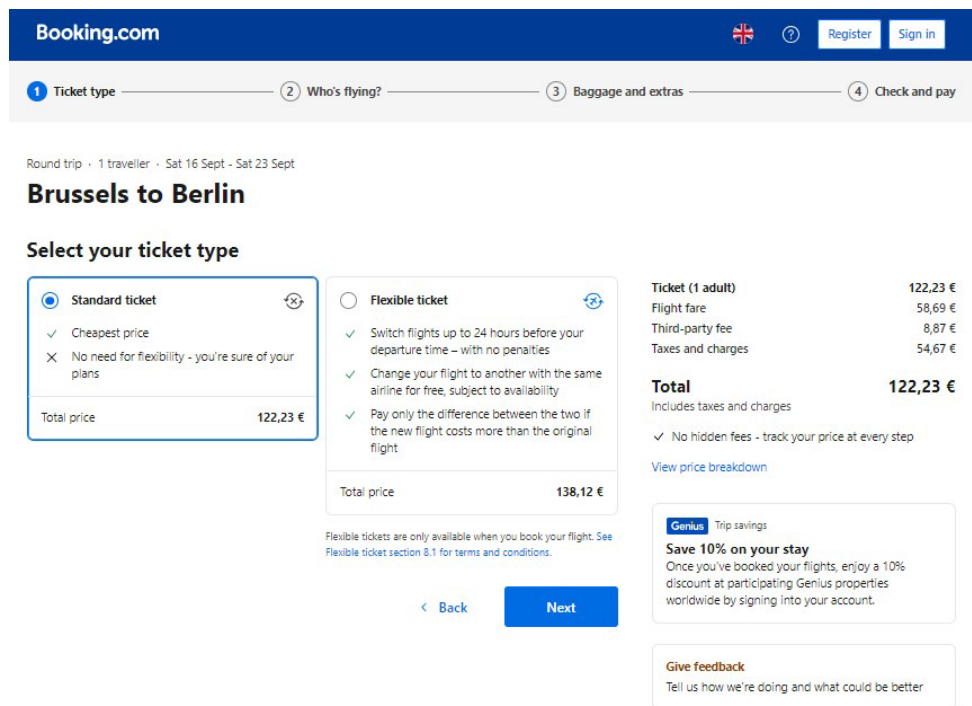 Booking.com
Register
Sign in
1 Ticket type
2 Who's flying?
3 Baggage and extras
4 Check and pay
Round trip · 1 traveller · Sat 16 Sept - Sat 23 Sept
Brussels to Berlin
Select your ticket type
Standard ticket
Cheapest price
No need for flexibility - you're sure of your
plans
Total price 122,23 €
Flexible ticket
Switch flights up to 24 hours before your
departure time – with no penalties
Change your flight to another with the same
airline for free, subject to availability
Pay only the difference between the two if
the new flight costs more than the original
flight
Total price 138,12 €
Flexible tickets are only available when you book your flight. See
Flexible ticket section 8.1 for terms and conditions.
Back
Next
Ticket (1 adult) 122,23 €
Flight fare 58,69 €
Third-party fee 8,87 €
Taxes and charges 54,67 €
Total 122,23 €
Includes taxes and charges
No hidden fees - track your price at every step
View price breakdown
Genius Trip savings
Save 10% on your stay
Once you've booked your flights, enjoy a 10%
discount at participating Genius properties
worldwide by signing into your account.
Give feedback
Tell us how we're doing and what could be better